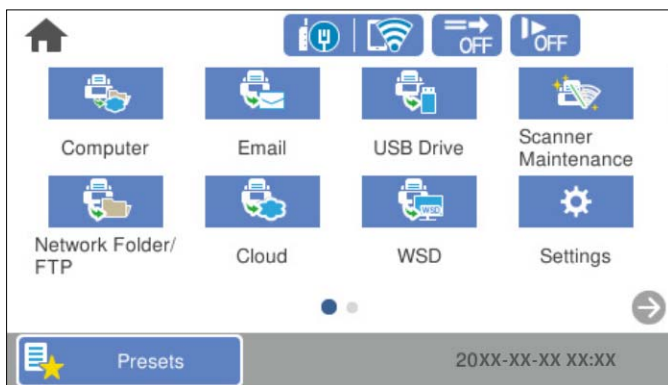 OFF
OFF
Computer
Email
USB Drive
Scanner
Maintenance
WSD
Network Folder/
FTP
Cloud
WSD
Settings
Presets
20XX-XX-XX XX:XX